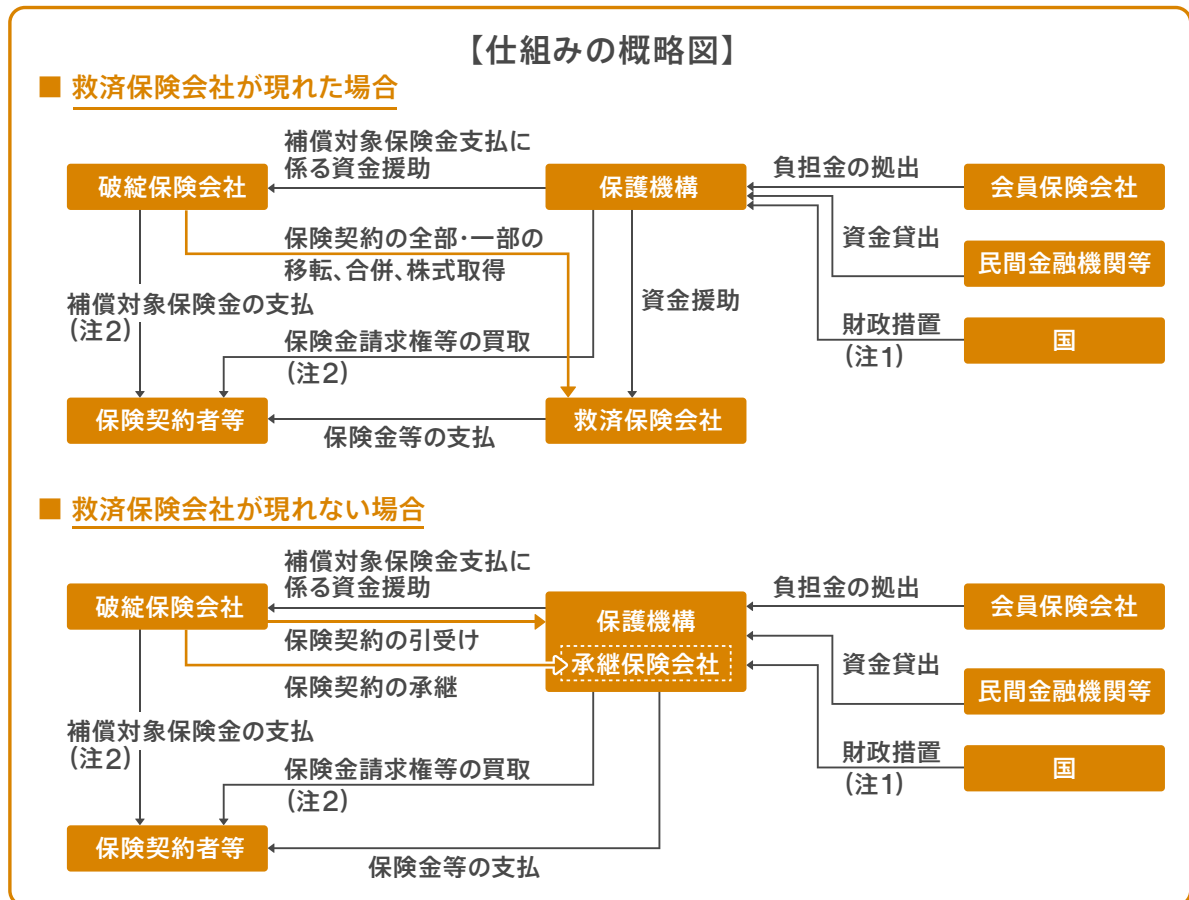 【仕組みの概略図】
■ 救済保険会社が現れた場合
補償対象保険金支払に
係る資金援助
負担金の拠出
破綻保険会社
保護機構
会員保険会社
保険契約の全部・一部の
移転、合併、株式取得
資金貸出
民間金融機関等
補償対象保険金の支払
(注2)
資金援助
財政措置
(注1)
国
保険金請求権等の買取
(注2)
保険契約者等
救済保険会社
保険金等の支払
■ 救済保険会社が現れない場合
補償対象保険金支払に
係る資金援助
負担金の拠出
破綻保険会社
保護機構
会員保険会社
保険契約の引受け
承継保険会社
資金貸出
保険契約の承継
民間金融機関等
補償対象保険金の支払
(注2)
財政措置
(注1)
国
保険金請求権等の買取
(注2)
保険契約者等
保険金等の支払